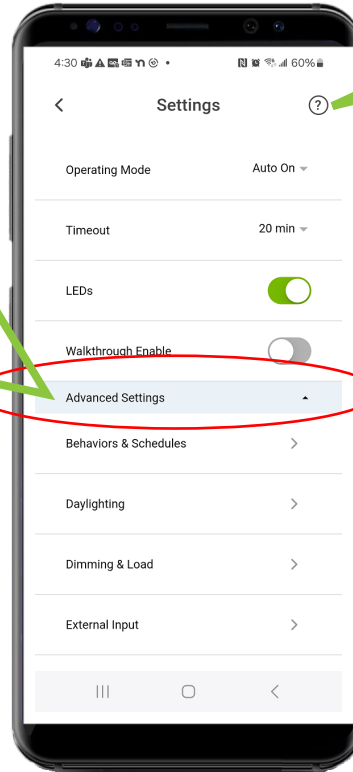 4:30
60%
Settings
?
Operating Mode Auto On
Timeout 20 min
LEDs
Walkthrough Enable
Advanced Settings
Behaviors & Schedules
Daylighting
Dimming & Load
External Input